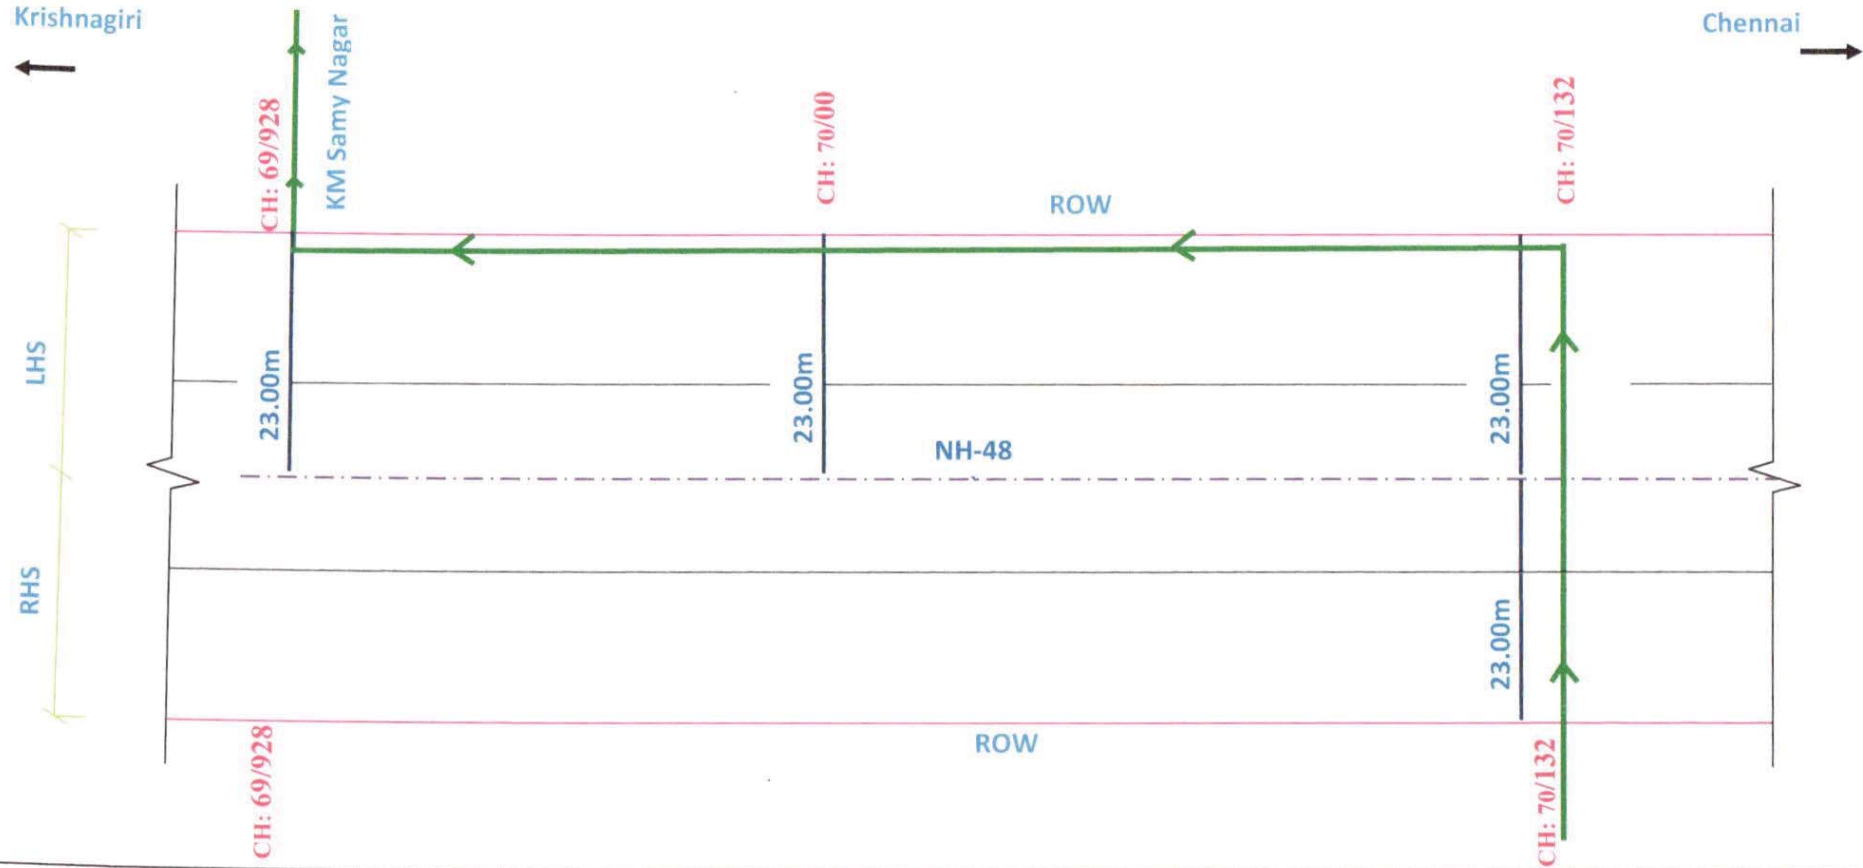 Krishnagiri
Chennai
KM Samy Nagar
CH: 69/928
CH: 70/00
CH: 70/132
ROW
LHS
23.00m
23.00m
23.00m
NH-48
RHS
23.00m
ROW
CH: 69/928
CH: 70/132